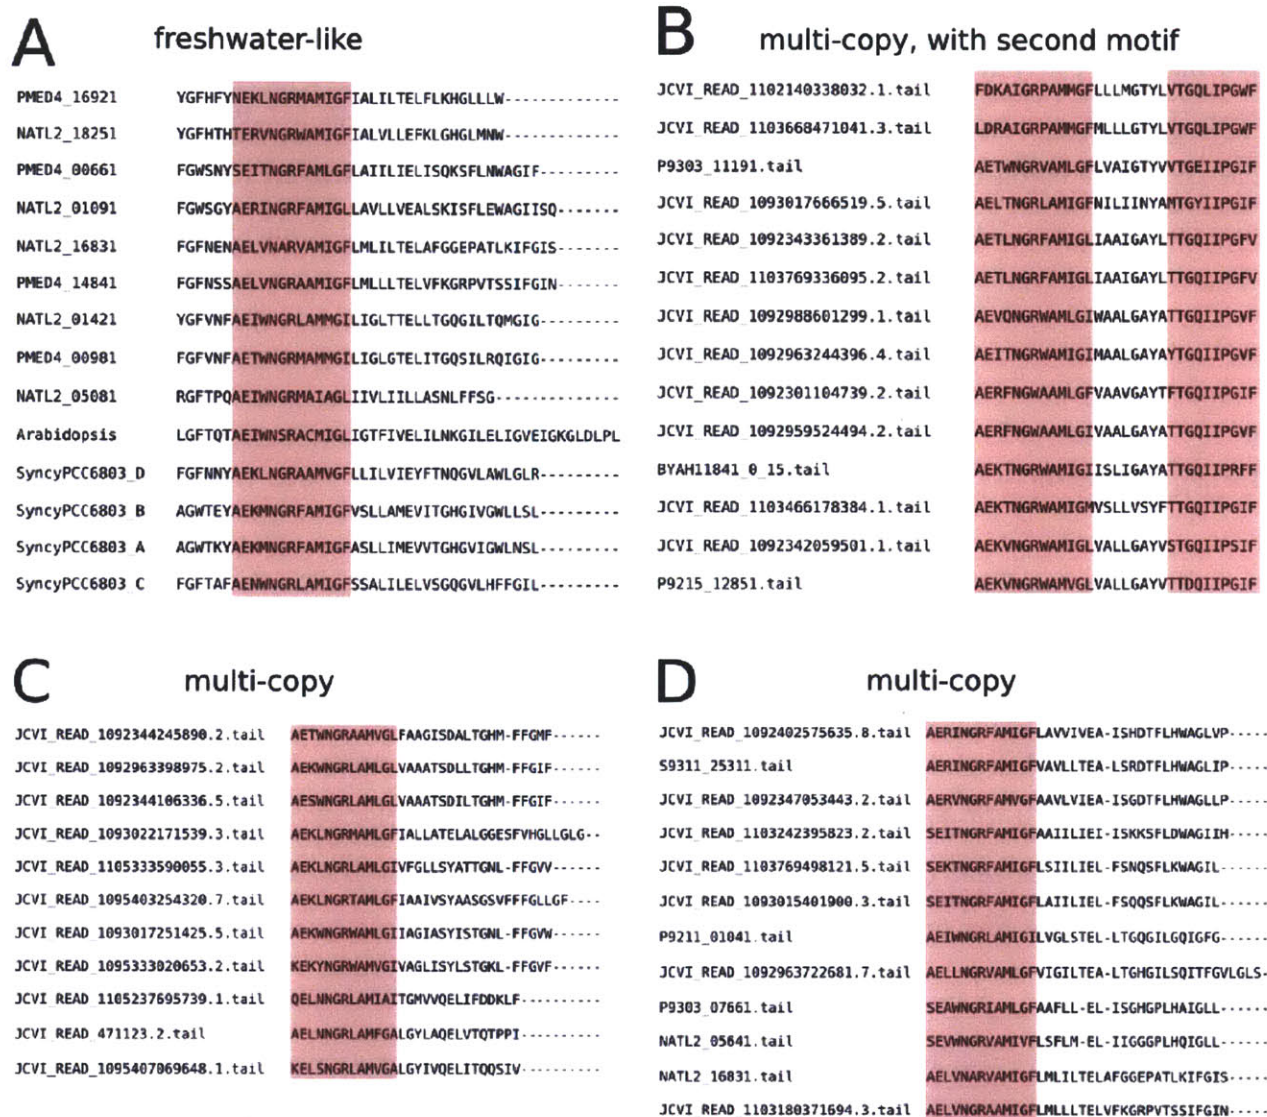 A freshwater-like
PMED4_16921 YGFHFYNEKLNGRMAMIGFIALILTELFLKHGLLLW-------------
NATL2_18251 YGFHTHTERVNGRWAMIGFIALVLLEFKLGHGLMNW-------------
PMED4_00661 FGWSNYSEITNGRFAMLGFLAIILIELISQKSFLNWAGIF---------
NATL2_01091 FGWSGYAERINGRFAMIGLLAVLLVEALSKISFLEWAGIISQ-------
NATL2_16831 FGFNENAELVNARVAMIGFLMLILTELAFGGEPATLKIFGIS-------
PMED4_14841 FGFNSSAELVNGRAAMIGFLMLLLTELVFKGRPVTSSIFGIN-------
NATL2_01421 YGFVNFAEIWNGRLAMMGILIGLTTELLTGQGILTQMGIG---------
PMED4_00981 FGFVNFAETWNGRMAMMGILIGLGTELITGQSILRQIGIG---------
NATL2_05081 RGFTPQAEIWNGRMAIAGLIIVLIILLASNLFFSG--------------
Arabidopsis LGFTQTAEIWNSRACMIGLIGTFIVELILNKGILELIGVEIGKGLDLPL
SyncyPCC6803_D FGFNNYAEKLNGRAAMVGFLLILVIEYFTNQGVLAWLGLR---------
SyncyPCC6803_B AGWTEYAEKMNGRFAMIGFVSLLAMEVITGHGIVGWLLSL---------
SyncyPCC6803_A AGWTKYAEKMNGRFAMIGFASLLIMEVVTGHGVIGWLNSL---------
SyncyPCC6803_C FGFTAFAENWNGRLAMIGFSSALILELVSGQGVLHFFGIL---------
B multi-copy, with second motif
JCVI_READ_1102140338032.1.tail FDKAIGRPAMMGFLLLMGTYLVTGQLIPGWF
JCVI_READ_1103668471041.3.tail LDRAIGRPAMMGFMLLLGTYLVTGQLIPGWF
P9303_11191.tail AETWNGRVAMLGFLVAIGTYVVTGEIIPGIF
JCVI_READ_1093017666519.5.tail AELTNGRLAMIGFNILIINYAMTGYIIPGIF
JCVI_READ_1092343361389.2.tail AETLNGRFAMIGLIAAIGAYLTTGQIIPGFV
JCVI_READ_1103769336095.2.tail AETLNGRFAMIGLIAAIGAYLTTGQIIPGFV
JCVI_READ_1092988601299.1.tail AEVQNGRWAMLGIWAALGAYATTGQIIPGVF
JCVI_READ_1092963244396.4.tail AEITNGRWAMIGIMAALGAYAYTGQIIPGVF
JCVI_READ_1092301104739.2.tail AERFNGWAAMLGFVAAVGAYTFTGQIIPGIF
JCVI_READ_1092959524494.2.tail AERFNGWAAMLGIVAALGAYATTGQIIPGVF
BYAH11841_0_15.tail AEKTNGRWAMIGIISLIGAYATTGQIIPRFF
JCVI_READ_1103466178384.1.tail AEKTNGRWAMIGMVSLLVSYFTTGQIIPGIF
JCVI_READ_1092342059501.1.tail AEKVNGRWAMIGLVALLGAYVSTGQIIPSIF
P9215_12851.tail AEKVNGRWAMVGLVALLGAYVTTDQIIPGIF
C multi-copy
JCVI_READ_1092344245890.2.tail AETWNGRAAMVGLFAAGISDALTGHM-FFGMF------
JCVI_READ_1092963398975.2.tail AEKWNGRLAMLGLVAAATSDLLTGHM-FFGIF------
JCVI_READ_1092344106336.5.tail AESWNGRLAMLGLVAAATSDILTGHM-FFGIF------
JCVI_READ_1093022171539.3.tail AEKLNGRMAMLGFIALLATELALGGESFVHGLLGLG--
JCVI_READ_1105333590055.3.tail AEKLNGRLAMLGIVFGLLSYATTGNL-FFGVV------
JCVI_READ_1095403254320.7.tail AEKLNGRTAMLGFIAAIVSYAASGSVFFFGLLGF----
JCVI_READ_1093017251425.5.tail AEKWNGRWAMLGIIAGIASYISTGNL-FFGVW------
JCVI_READ_1095333020653.2.tail KEKYNGRWAMVGIVAGLISYLSTGKL-FFGVF------
JCVI_READ_1105237695739.1.tail QELNNGRLAMIAITGMVVQELIFDDKLF----------
JCVI_READ_471123.2.tail AELNNGRLAMFGALGYLAQELVTQTPPI----------
JCVI_READ_1095407069648.1.tail KELSNGRLAMVGALGYIVQELITQQSIV----------
D multi-copy
JCVI_READ_1092402575635.8.tail AERINGRFAMIGFLAVVIVEA-ISHDTFLHWAGLVP-----
S9311_25311.tail AERINGRFAMIGFVAVLLTEA-LSRDTFLHWAGLIP-----
JCVI_READ_1092347053443.2.tail AERVNGRFAMVGFAAVLVIEA-ISGDTFLHWAGLLP-----
JCVI_READ_1103242395823.2.tail SEITNGRFAMIGFAAIILIEI-ISKKSFLDWAGIIH-----
JCVI_READ_1103769498121.5.tail SEKTNGRFAMIGFLSIILIEL-FSNQSFLKWAGIL------
JCVI_READ_1093015401900.3.tail SEITNGRFAMIGFLAIILIEL-FSQQSFLKWAGIL------
P9211_01041.tail AEIWNGRLAMIGILVGLSTEL-LTGQGILGQIGFG------
JCVI_READ_1092963722681.7.tail AELLNGRVAMLGFVIGILTEA-LTGHGILSQITFGVLGLS-
P9303_07661.tail SEAWNGRIAMLGFAAFLL-EL-ISGHGPLHAIGLL------
NATL2_05641.tail SEVWNGRVAMIVFLSFLM-EL-IIGGGPLHQIGLL------
NATL2_16831.tail AELVNARVAMIGFLMLILTELAFGGEPATLKIFGIS-----
JCVI_READ_1103180371694.3.tail AELVNGRAAMIGFLMLLLTELVFKGRPVTSSIFGIN-----